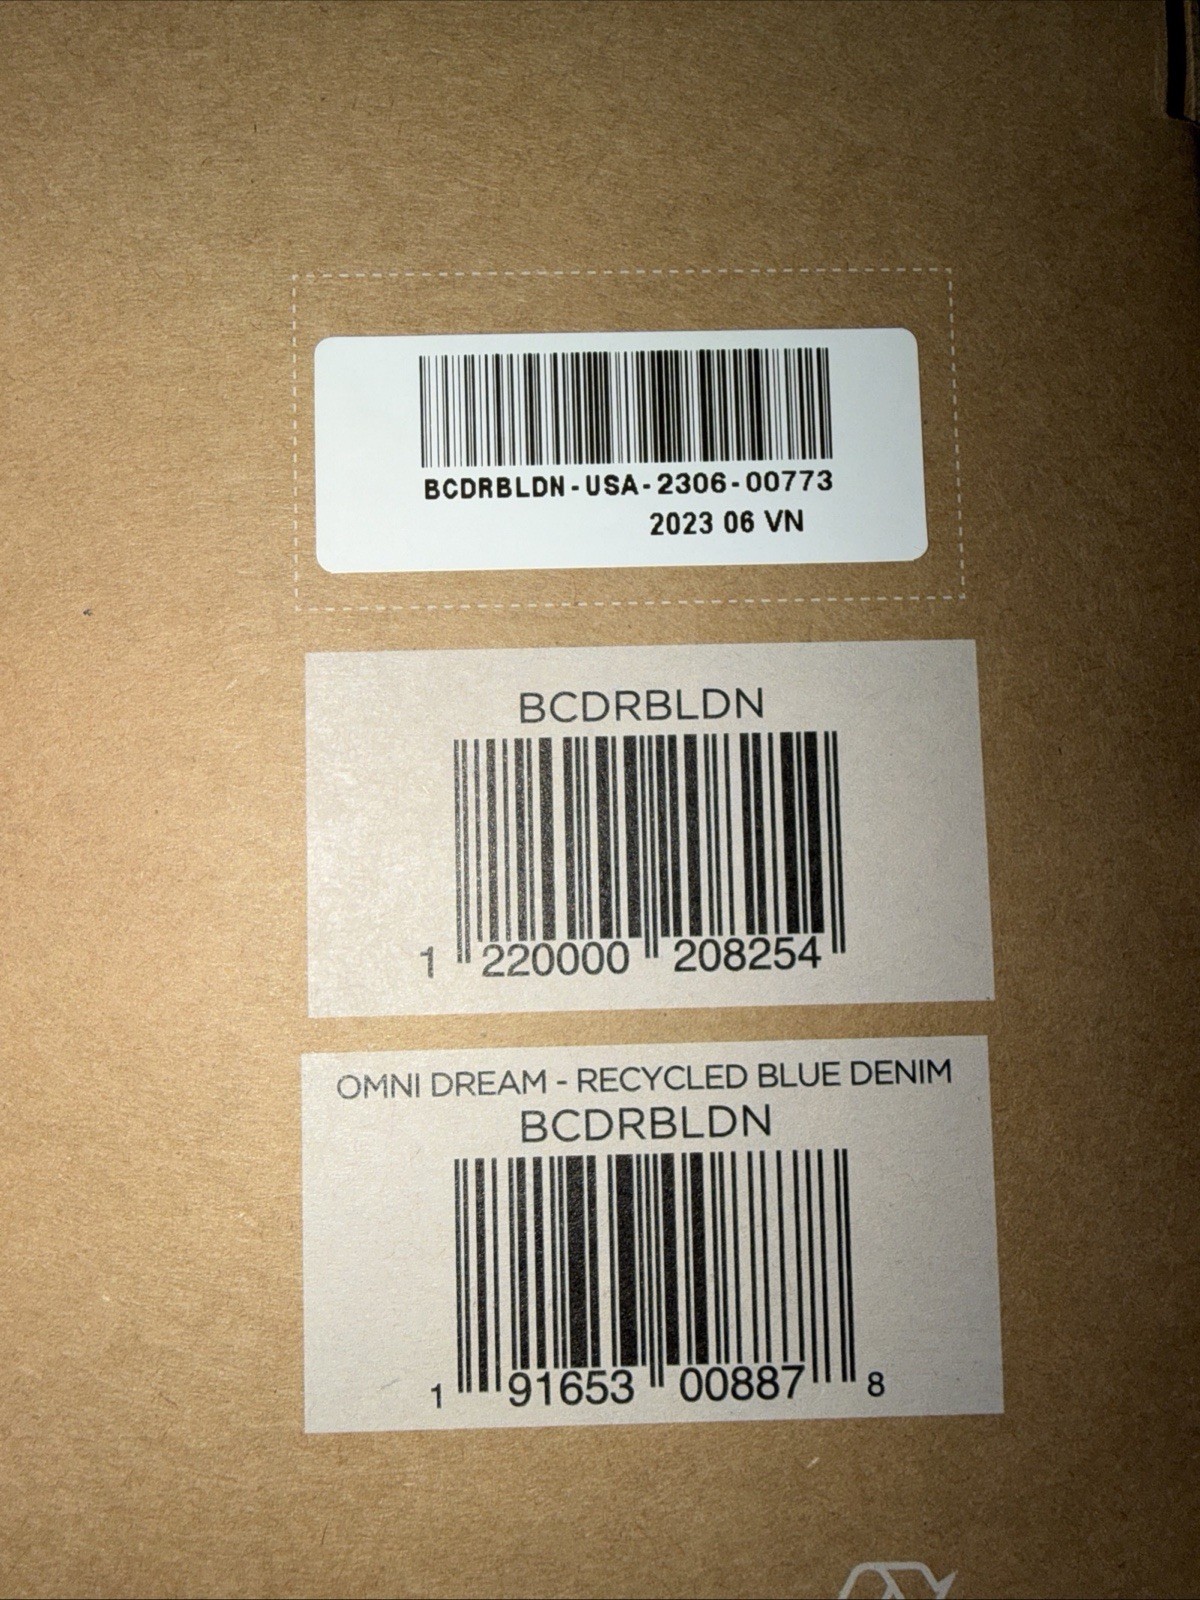 BCDRBLDN-USA-2306-00773
2023 06 VN
BCDRBLDN
1 220000 208254
OMNI DREAM - RECYCLED BLUE DENIM
BCDRBLDN
1 91653 00887 8